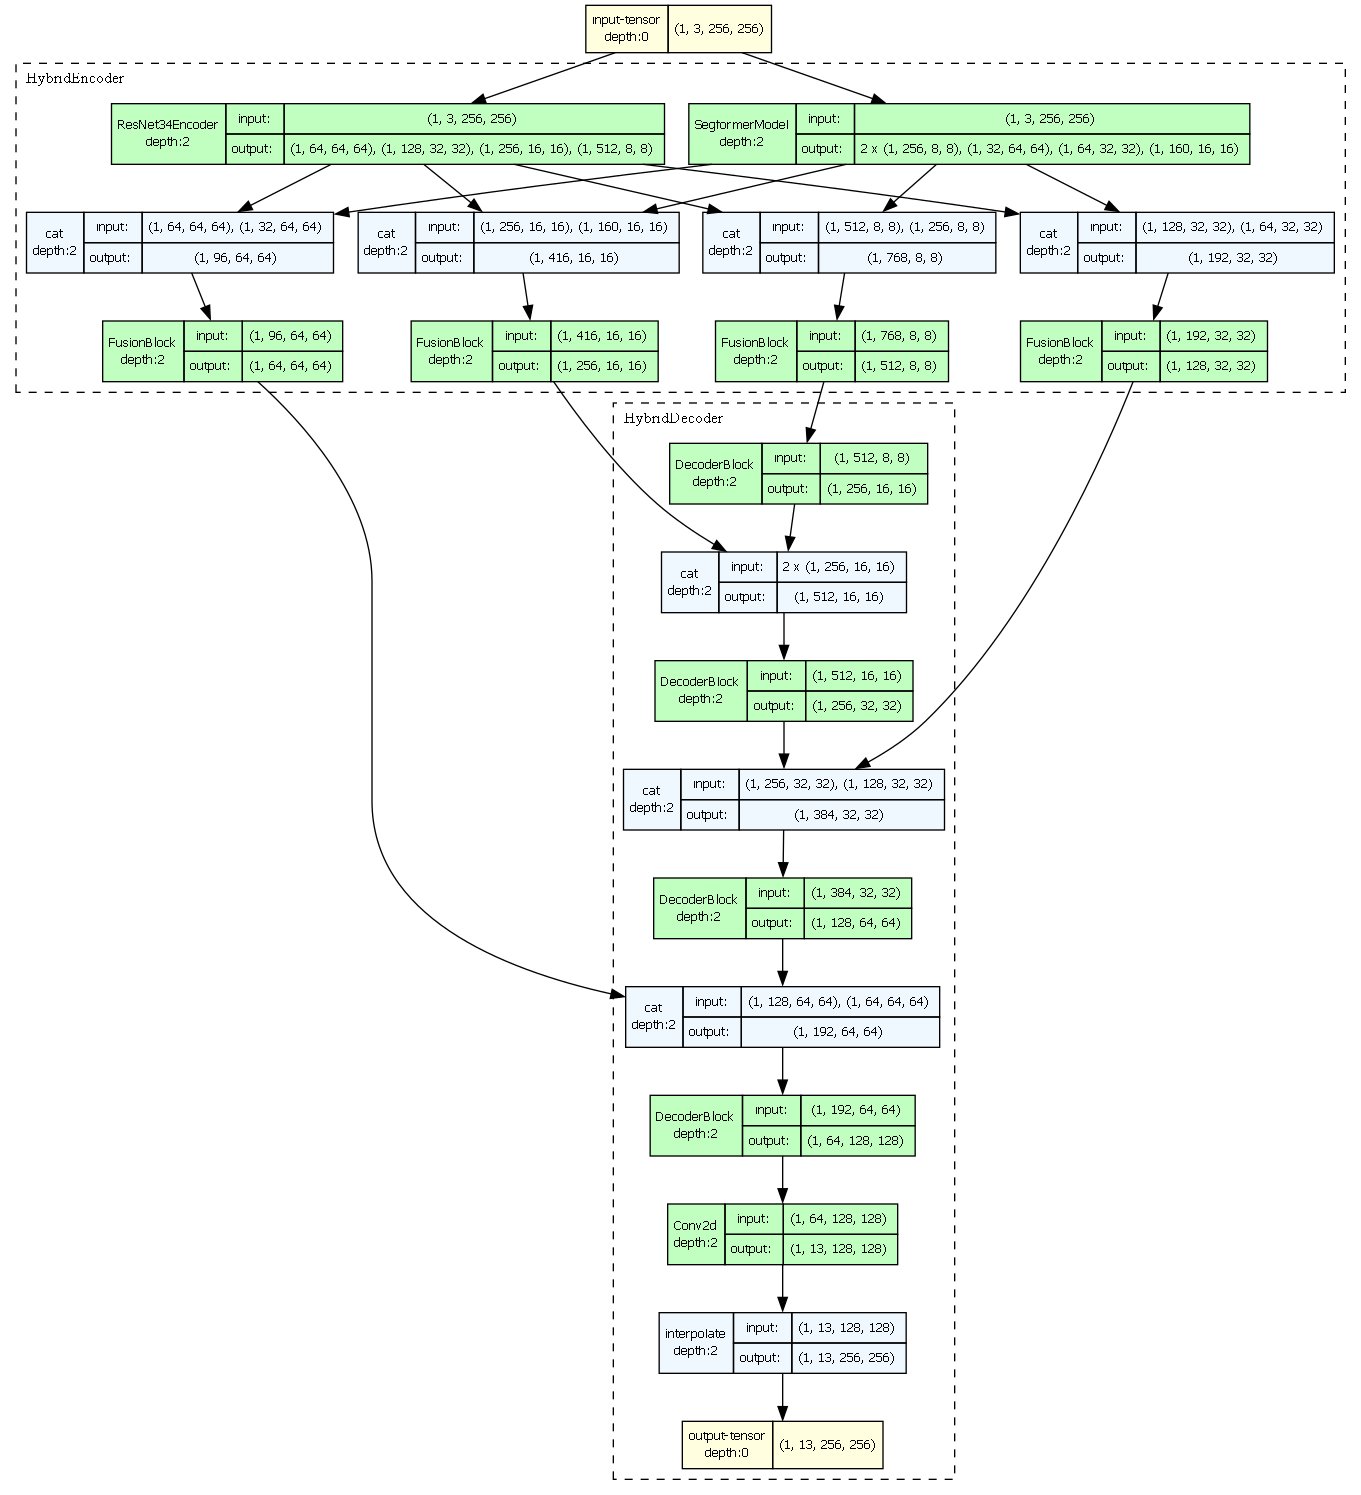 input-tensor
depth:0
(1, 3, 256, 256)
HybridEncoder
ResNet34Encoder
depth:2
input:
(1, 3, 256, 256)
output:
(1, 64, 64, 64), (1, 128, 32, 32), (1, 256, 16, 16), (1, 512, 8, 8)
SegformerModel
depth:2
input:
(1, 3, 256, 256)
output:
2 x (1, 256, 8, 8), (1, 32, 64, 64), (1, 64, 32, 32), (1, 160, 16, 16)
cat
depth:2
input:
(1, 64, 64, 64), (1, 32, 64, 64)
output:
(1, 96, 64, 64)
cat
depth:2
input:
(1, 256, 16, 16), (1, 160, 16, 16)
output:
(1, 416, 16, 16)
cat
depth:2
input:
(1, 512, 8, 8), (1, 256, 8, 8)
output:
(1, 768, 8, 8)
cat
depth:2
input:
(1, 128, 32, 32), (1, 64, 32, 32)
output:
(1, 192, 32, 32)
FusionBlock
depth:2
input:
(1, 96, 64, 64)
output:
(1, 64, 64, 64)
FusionBlock
depth:2
input:
(1, 416, 16, 16)
output:
(1, 256, 16, 16)
FusionBlock
depth:2
input:
(1, 768, 8, 8)
output:
(1, 512, 8, 8)
FusionBlock
depth:2
input:
(1, 192, 32, 32)
output:
(1, 128, 32, 32)
HybridDecoder
DecoderBlock
depth:2
input:
(1, 512, 8, 8)
output:
(1, 256, 16, 16)
cat
depth:2
input:
2 x (1, 256, 16, 16)
output:
(1, 512, 16, 16)
DecoderBlock
depth:2
input:
(1, 512, 16, 16)
output:
(1, 256, 32, 32)
cat
depth:2
input:
(1, 256, 32, 32), (1, 128, 32, 32)
output:
(1, 384, 32, 32)
DecoderBlock
depth:2
input:
(1, 384, 32, 32)
output:
(1, 128, 64, 64)
cat
depth:2
input:
(1, 128, 64, 64), (1, 64, 64, 64)
output:
(1, 192, 64, 64)
DecoderBlock
depth:2
input:
(1, 192, 64, 64)
output:
(1, 64, 128, 128)
Conv2d
depth:2
input:
(1, 64, 128, 128)
output:
(1, 13, 128, 128)
interpolate
depth:2
input:
(1, 13, 128, 128)
output:
(1, 13, 256, 256)
output-tensor
depth:0
(1, 13, 256, 256)